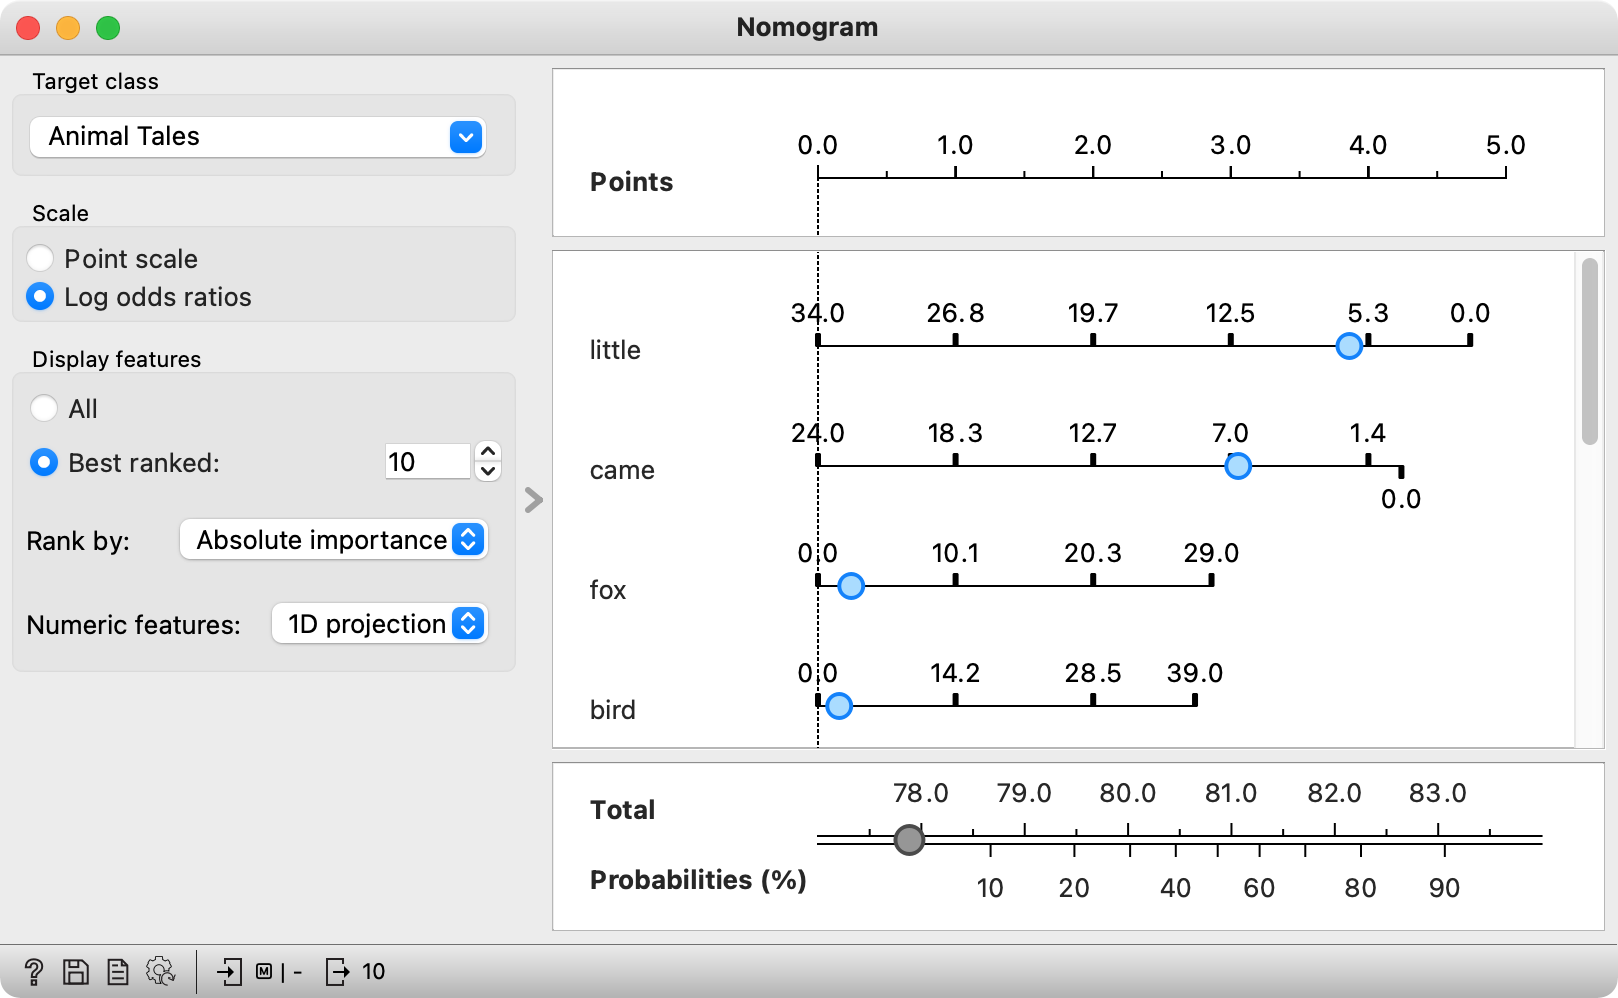 Nomogram
Target class
Animal Tales
Scale
Point scale
Log odds ratios
Display features
All
Best ranked: 10
Rank by: Absolute importance
Numeric features: 1D projection
0.0 1.0 2.0 3.0 4.0 5.0
Points
34.0 26.8 19.7 12.5 5.3 0.0
little
24.0 18.3 12.7 7.0 1.4
came
0.0
0.0 10.1 20.3 29.0
fox
0.0 14.2 28.5 39.0
bird
78.0 79.0 80.0 81.0 82.0 83.0
Total
Probabilities (%)
10 20 40 60 80 90
? M | - 10